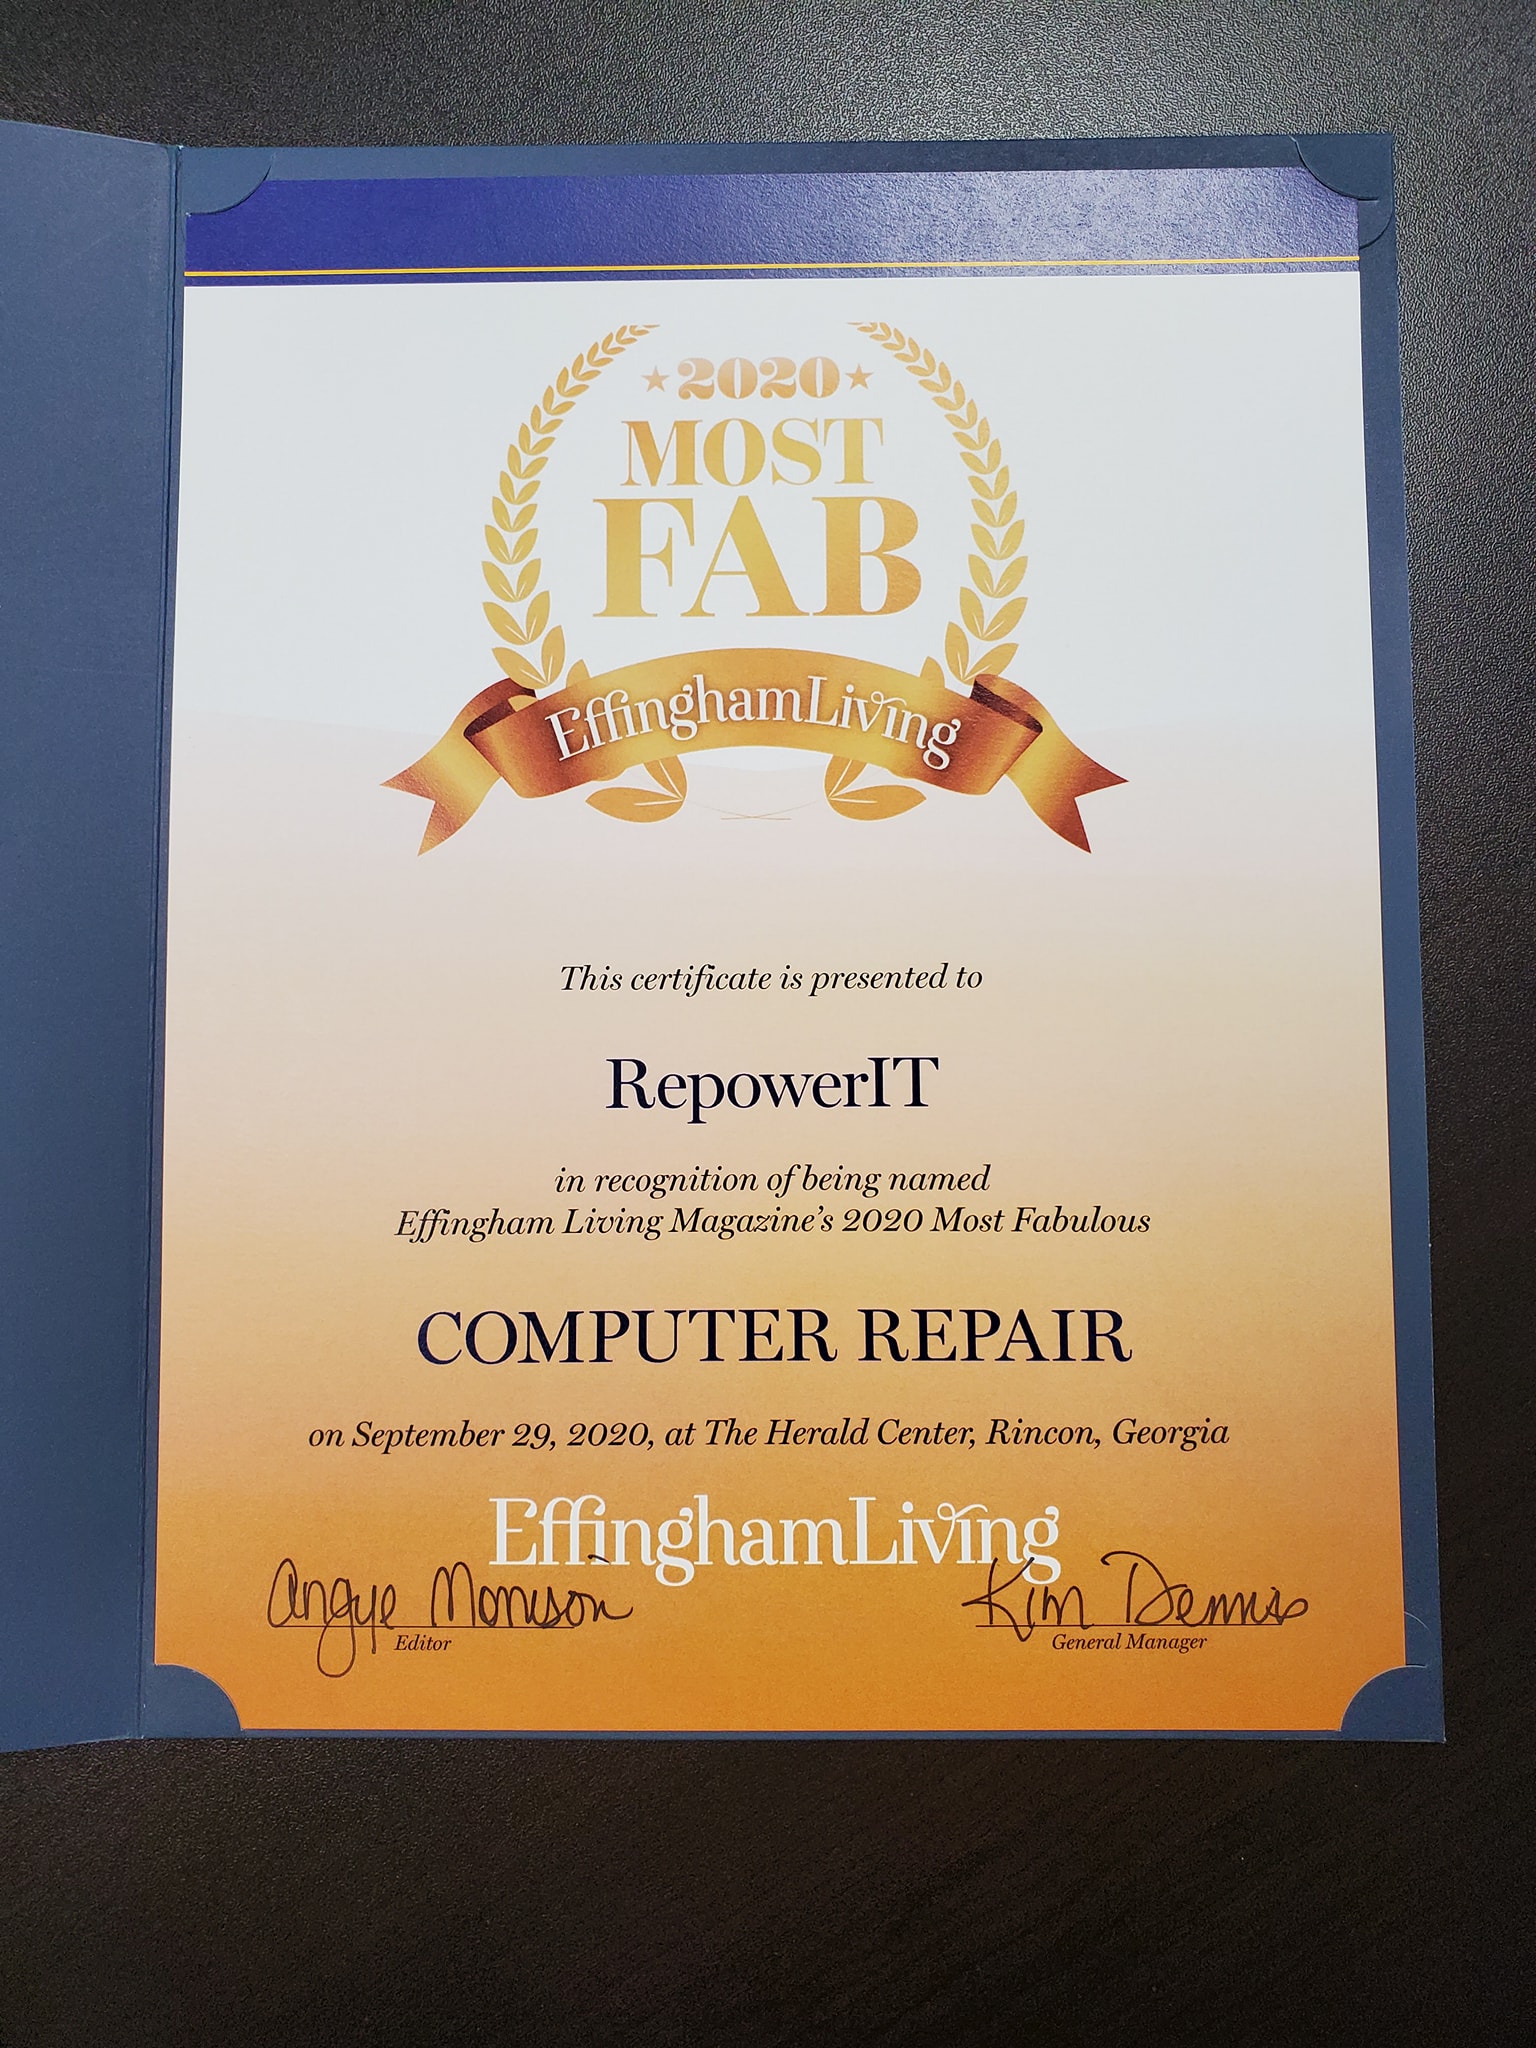 2020
MOST
FAB
EffinghamLiving
This certificate is presented to
RepowerIT
in recognition of being named
Effingham Living Magazine's 2020 Most Fabulous
COMPUTER REPAIR
on September 29, 2020, at The Herald Center, Rincon, Georgia
EffinghamLiving
Angye Morrison
Kim Dennis
Editor
General Manager